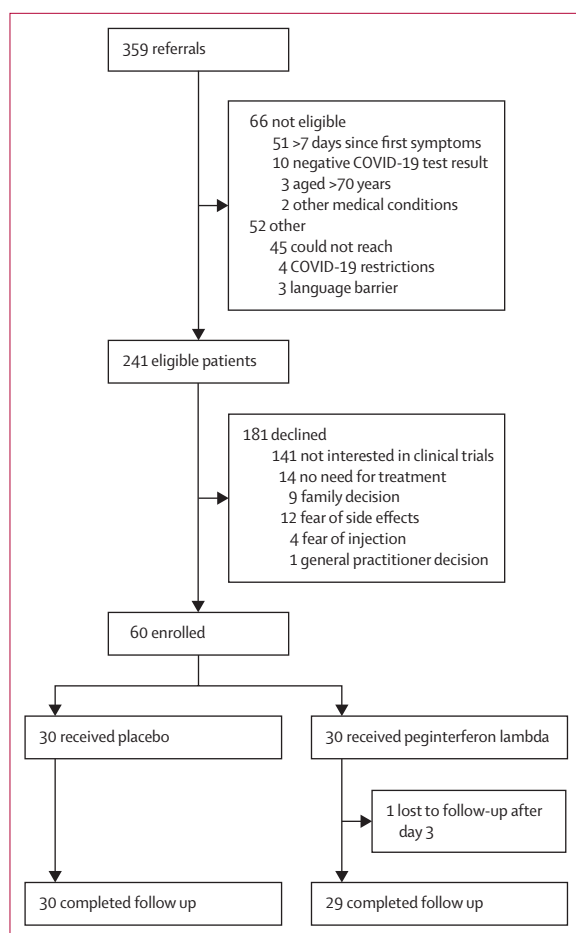 359 referrals
66 not eligible
51 >7 days since first symptoms
10 negative COVID-19 test result
3 aged >70 years
2 other medical conditions
52 other
45 could not reach
4 COVID-19 restrictions
3 language barrier
241 eligible patients
181 declined
141 not interested in clinical trials
14 no need for treatment
9 family decision
12 fear of side effects
4 fear of injection
1 general practitioner decision
60 enrolled
30 received placebo
30 received peginterferon lambda
1 lost to follow-up after
day 3
30 completed follow up
29 completed follow up